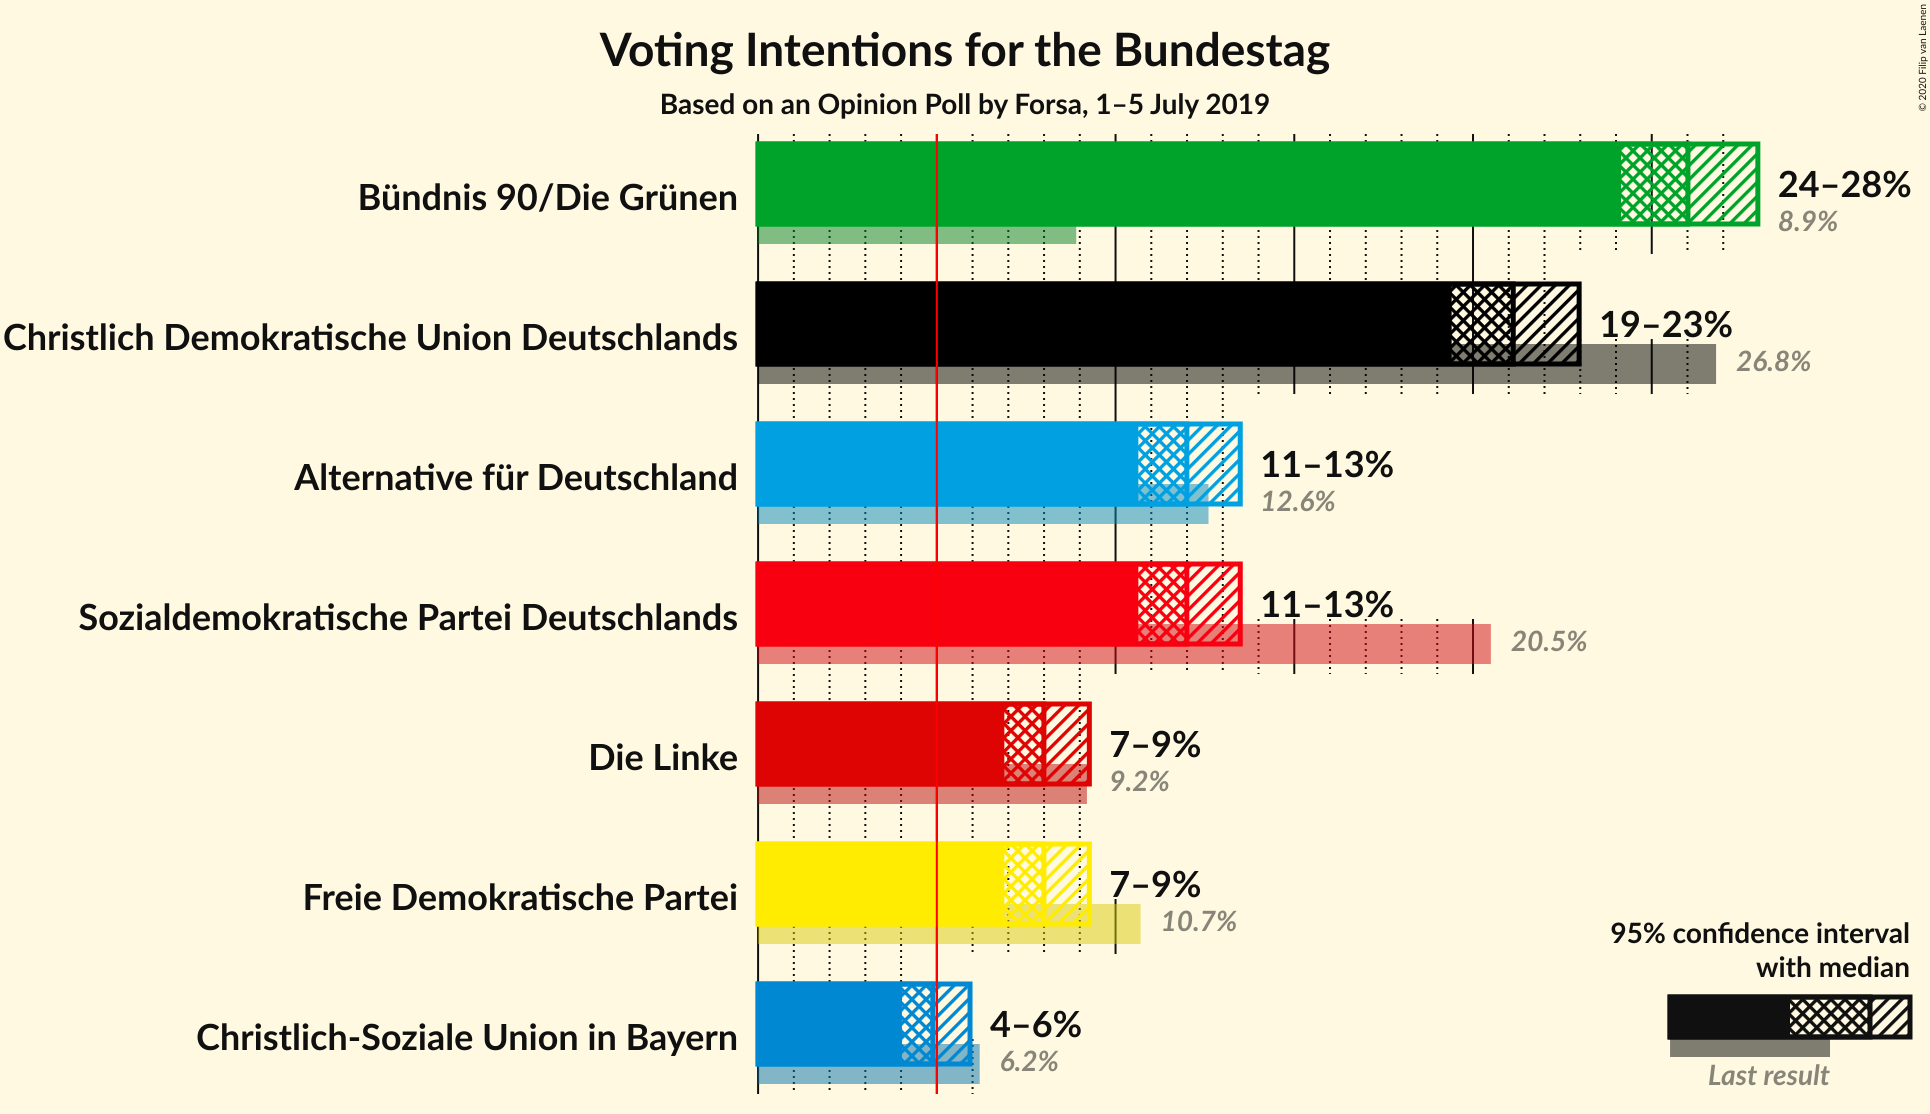 Voting Intentions for the Bundestag
Based on an Opinion Poll by Forsa, 1–5 July 2019
© 2020 Filip van Laenen
Bündnis 90/Die Grünen
24–28%
8.9%
Christlich Demokratische Union Deutschlands
19–23%
26.8%
Alternative für Deutschland
11–13%
12.6%
Sozialdemokratische Partei Deutschlands
11–13%
20.5%
Die Linke
7–9%
9.2%
Freie Demokratische Partei
7–9%
10.7%
Christlich-Soziale Union in Bayern
4–6%
6.2%
95% confidence interval
with median
Last result